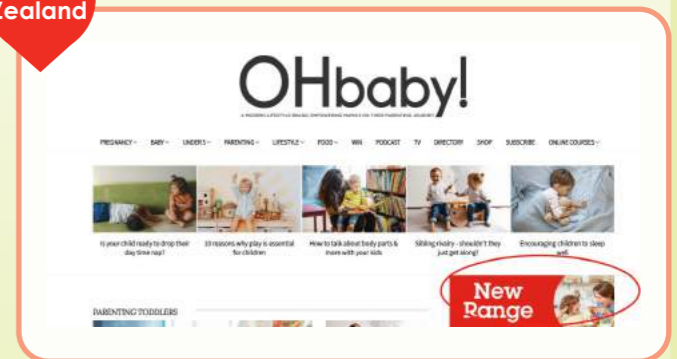 Zealand
OHbaby!
PREGNANCY BABY UNDER 5 PARENTING LIFESTYLE FOOD WIN PODCAST TV DIRECTORY SHOP SUBSCRIBE ONLINE COURSES
Is your child ready to drop their
day time nap?
10 reasons why play is essential
for children
How to talk about body parts &
more with your kids
Sibling rivalry - shouldn't they
just get along?
Encouraging children to sleep
well
New
Range
PARENTING TODDLERS